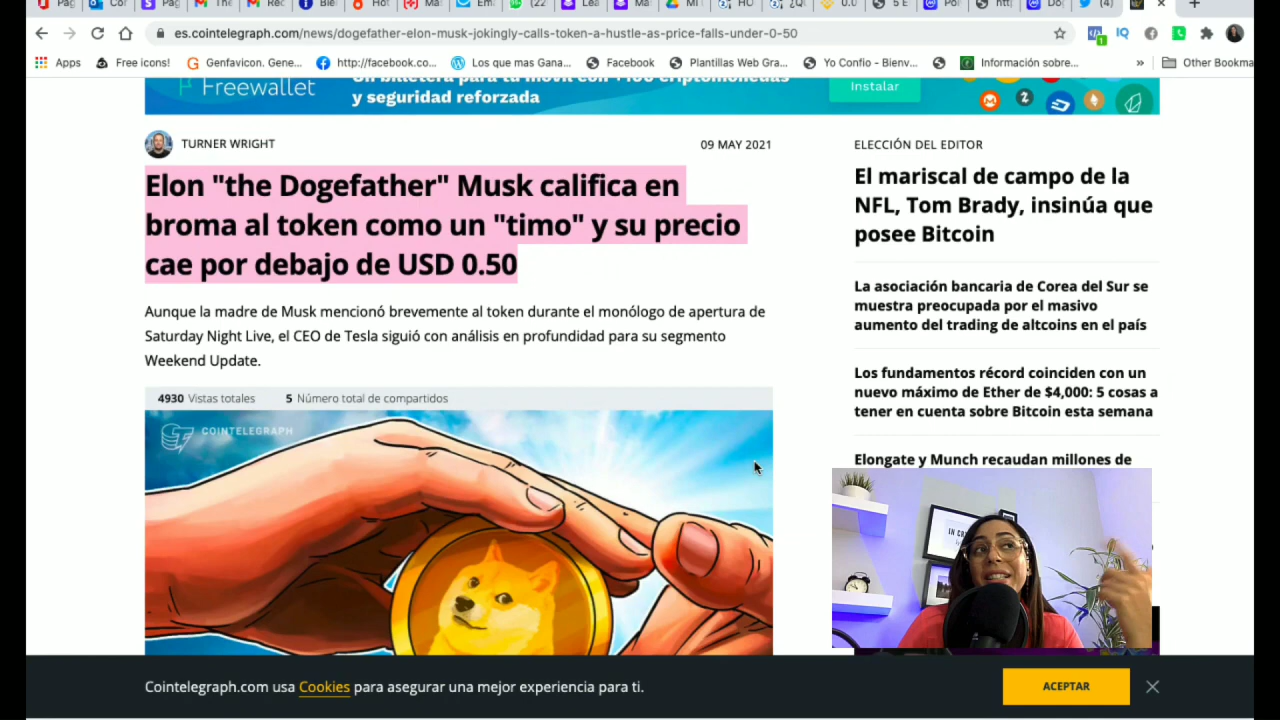 es.cointelegraph.com/news/dogefather-elon-musk-jokingly-calls-token-a-hustle-as-price-falls-under-0-50
Apps Free icons! Genfavicon. Gene... http://facebook.co... Los que mas Gana... Facebook Plantillas Web Gra... Yo Confio - Bienv... Información sobre... » Other Bookma
Freewallet
y seguridad reforzada
Instalar
TURNER WRIGHT
09 MAY 2021
Elon "the Dogefather" Musk califica en
broma al token como un "timo" y su precio
cae por debajo de USD 0.50
Aunque la madre de Musk mencionó brevemente al token durante el monólogo de apertura de
Saturday Night Live, el CEO de Tesla siguió con análisis en profundidad para su segmento
Weekend Update.
4930 Vistas totales 5 Número total de compartidos
COINTELEGRAPH
ELECCIÓN DEL EDITOR
El mariscal de campo de la
NFL, Tom Brady, insinúa que
posee Bitcoin
La asociación bancaria de Corea del Sur se
muestra preocupada por el masivo
aumento del trading de altcoins en el país
Los fundamentos récord coinciden con un
nuevo máximo de Ether de $4,000: 5 cosas a
tener en cuenta sobre Bitcoin esta semana
Elongate y Munch recaudan millones de
Cointelegraph.com usa Cookies para asegurar una mejor experiencia para ti.
ACEPTAR